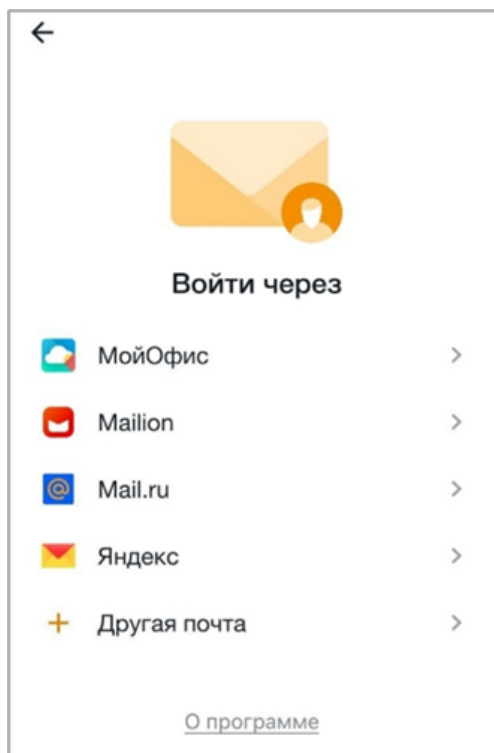 Войти через
МойОфис
Mailion
Mail.ru
Яндекс
Другая почта
О программе